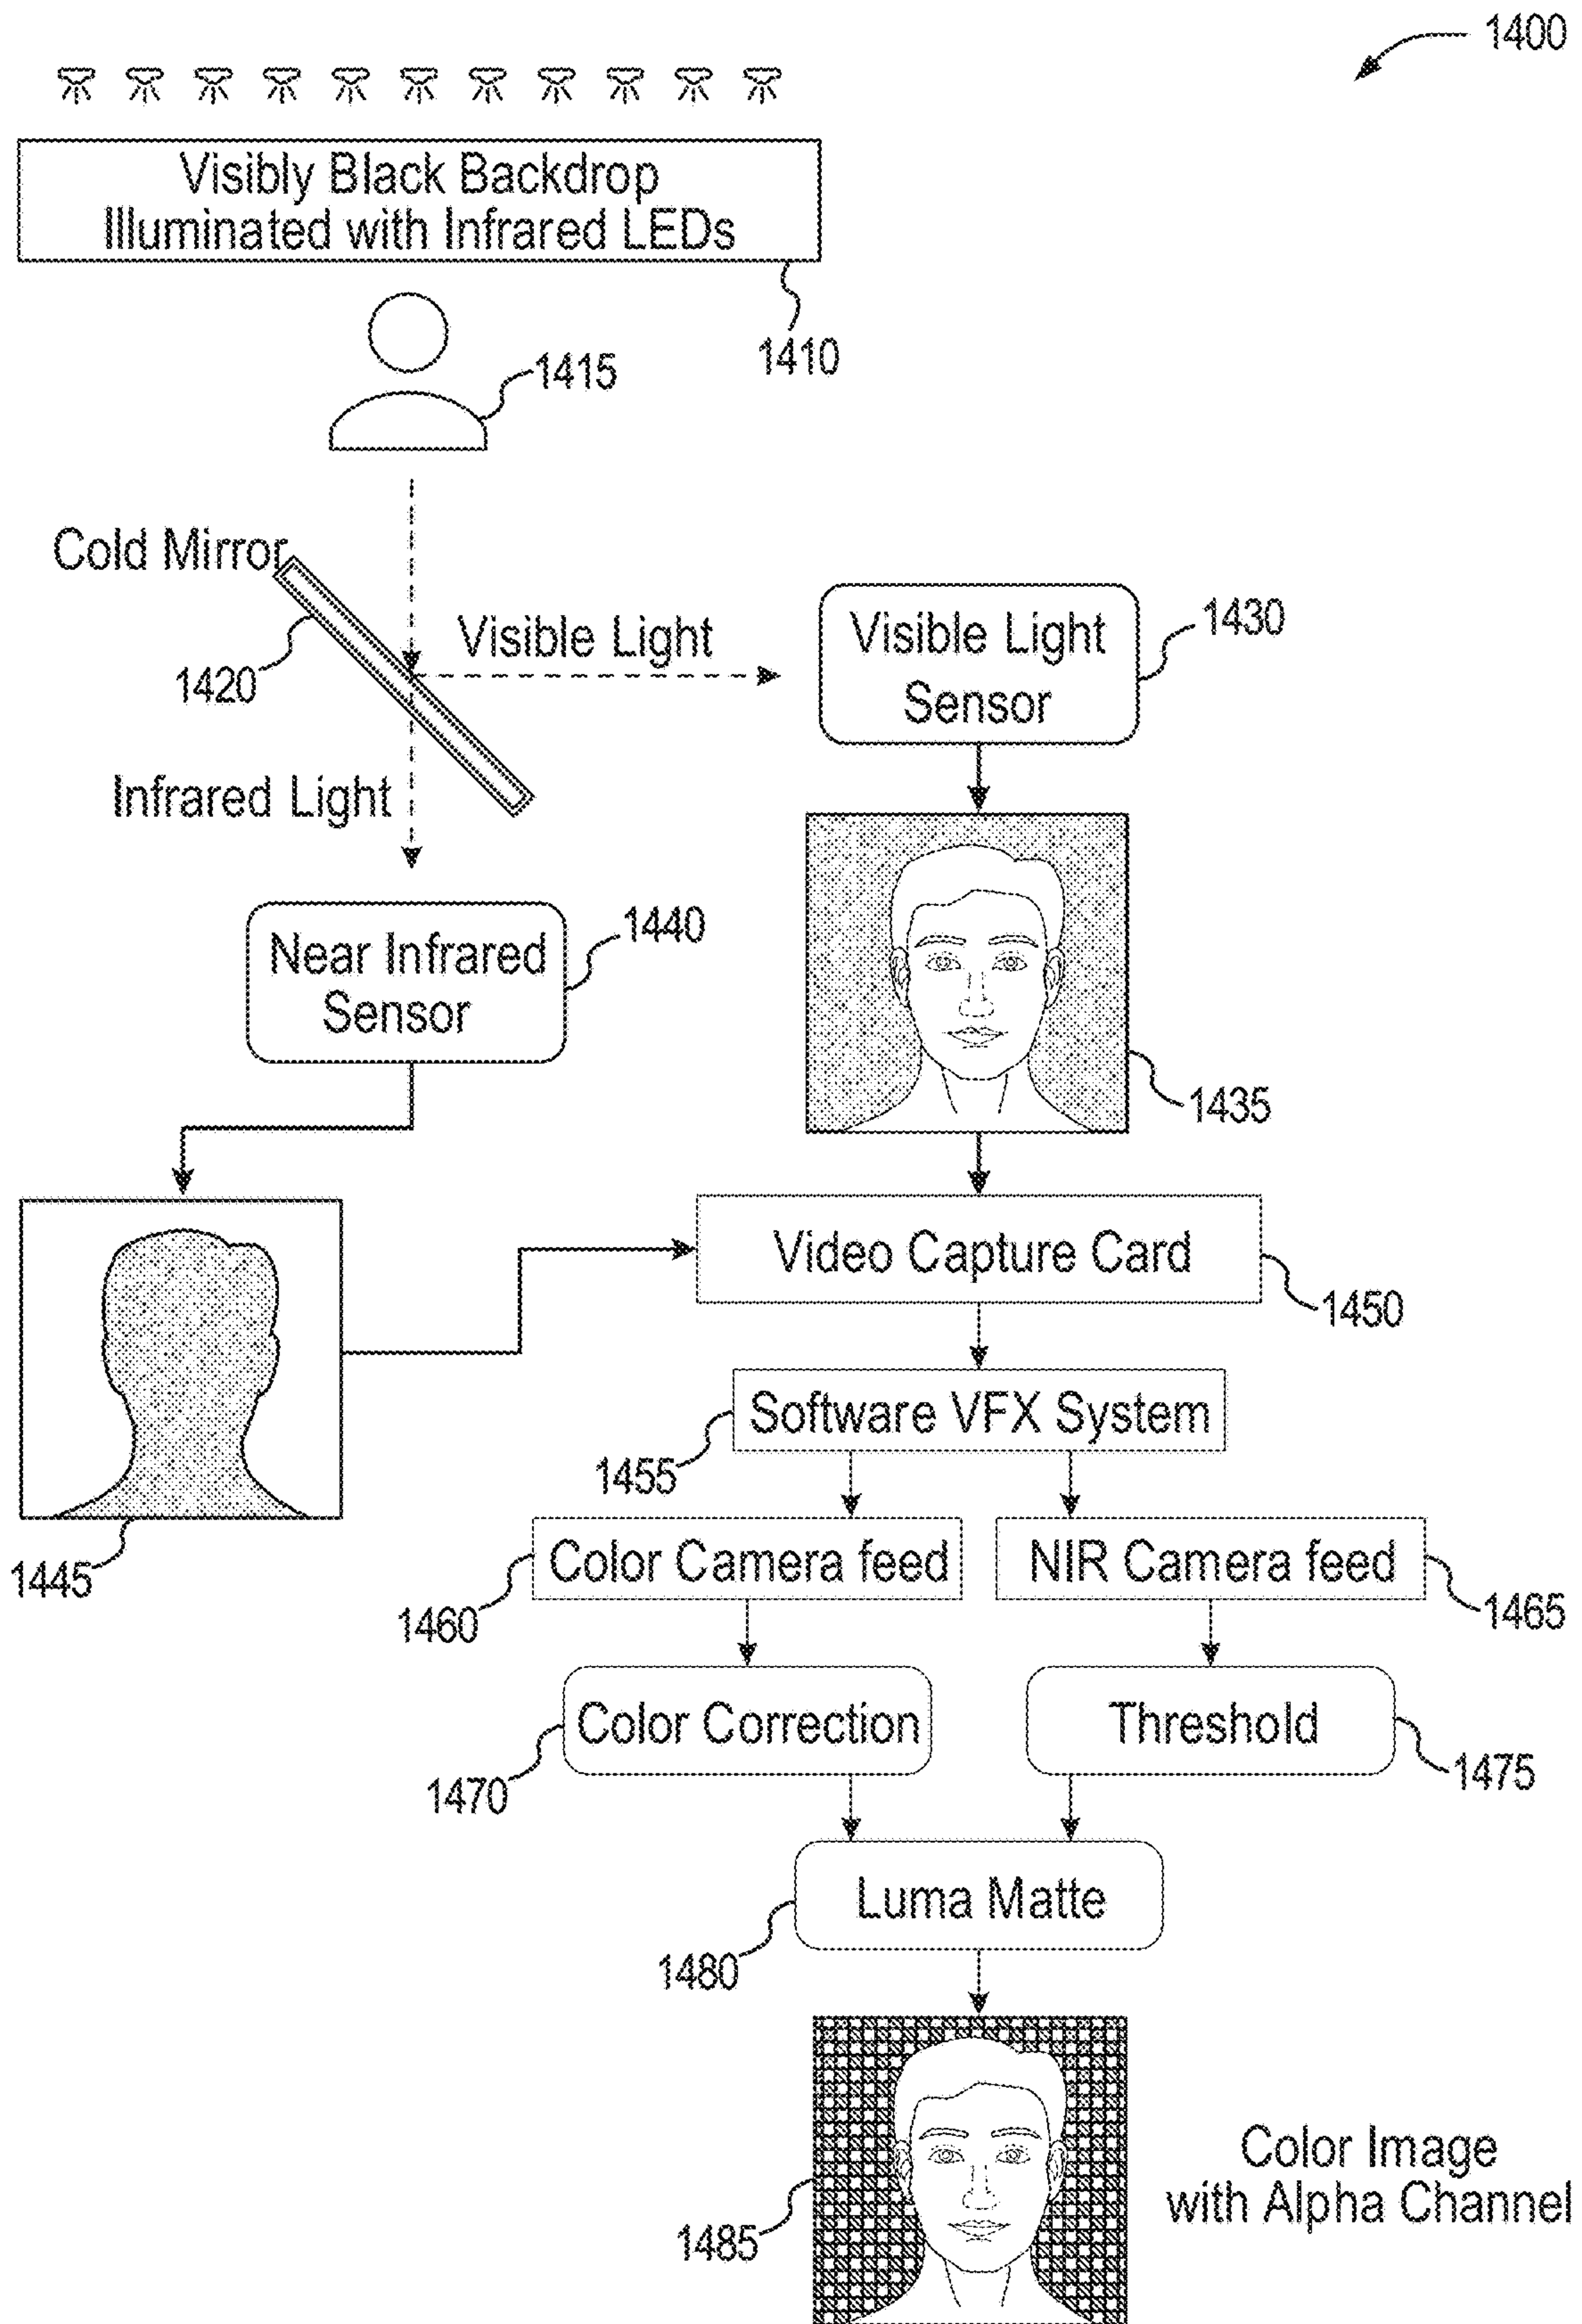 1400
Visibly Black Backdrop
Illuminated with Infrared LEDs
1410
1415
Cold Mirror
1420
Visible Light
Visible Light
Sensor
1430
Infrared Light
Near Infrared
Sensor
1440
1435
1445
Video Capture Card
1450
Software VFX System
1455
Color Camera feed
1460
NIR Camera feed
1465
Color Correction
1470
Threshold
1475
Luma Matte
1480
1485
Color Image
with Alpha Channel